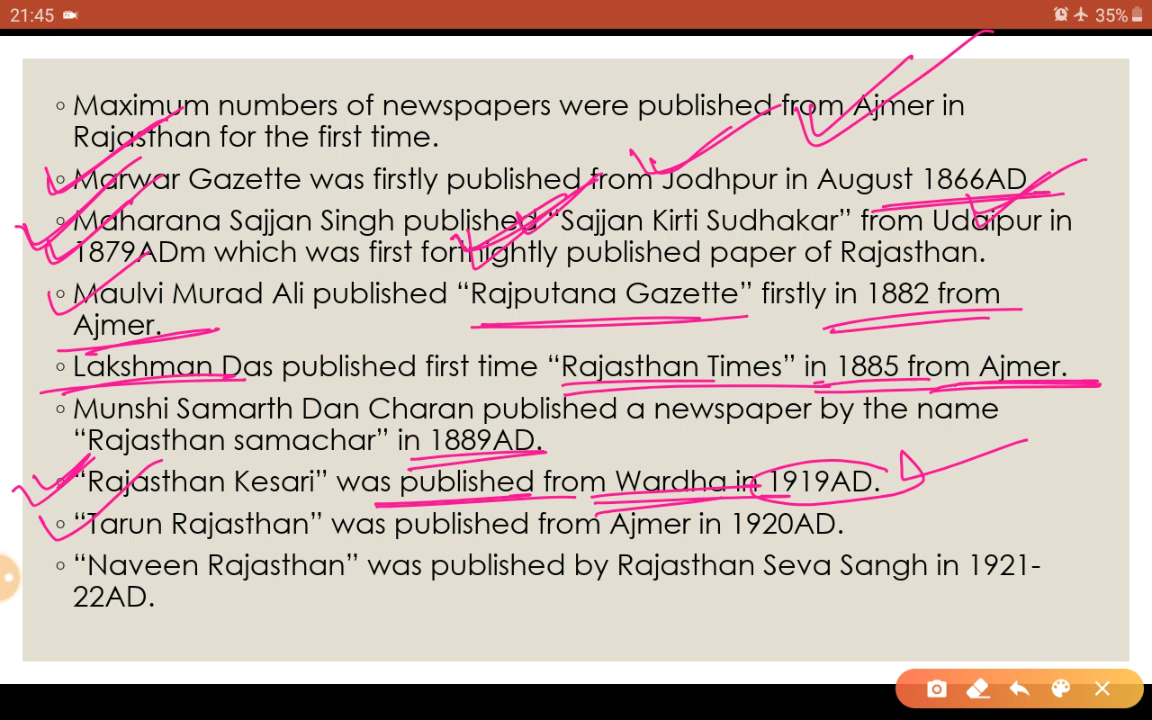 21:45
35%
◦ Maximum numbers of newspapers were published from Ajmer in
Rajasthan for the first time.
◦ Marwar Gazette was firstly published from Jodhpur in August 1866AD
◦ Maharana Sajjan Singh published “Sajjan Kirti Sudhakar” from Udaipur in
1879ADm which was first fortnightly published paper of Rajasthan.
◦ Maulvi Murad Ali published “Rajputana Gazette” firstly in 1882 from
Ajmer.
◦ Lakshman Das published first time “Rajasthan Times” in 1885 from Ajmer.
◦ Munshi Samarth Dan Charan published a newspaper by the name
“Rajasthan samachar” in 1889AD.
◦ “Rajasthan Kesari” was published from Wardha in 1919AD.
◦ “Tarun Rajasthan” was published from Ajmer in 1920AD.
◦ “Naveen Rajasthan” was published by Rajasthan Seva Sangh in 1921-
22AD.